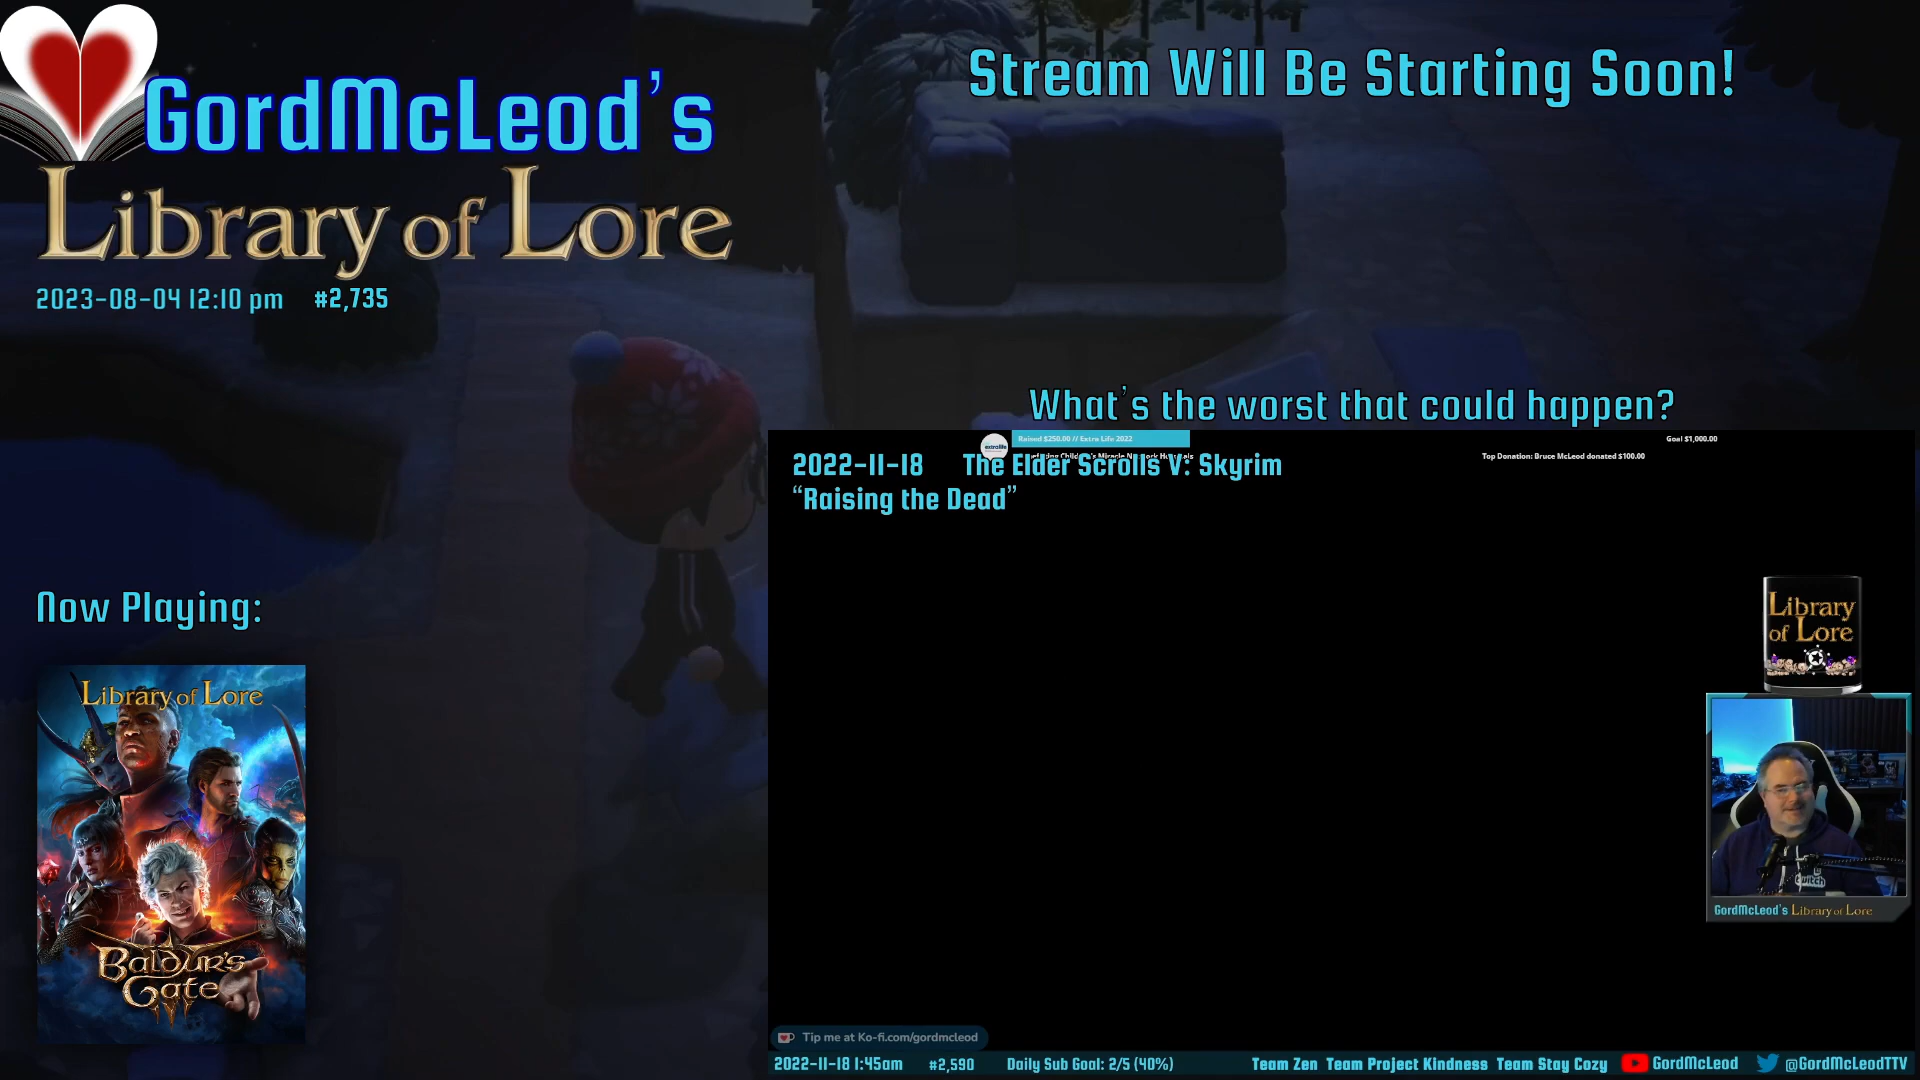 GordMcLeod's
Library of Lore
2023-08-04 12:10 pm #2,735
Stream Will Be Starting Soon!
What's the worst that could happen?
Now Playing:
Library of Lore
Baldur's
Gate
III
extralife
Raised $250.00 // Extra Life 2022
Goal $1,000.00
Top Donation: Bruce McLeod donated $100.00
2022-11-18 The Elder Scrolls V: Skyrim
“Raising the Dead”
Library
of Lore
twitch
GordMcLeod's Library of Lore
Tip me at Ko-fi.com/gordmcleod
2022-11-18 1:45am #2,590 Daily Sub Goal: 2/5 (40%) Team Zen Team Project Kindness Team Stay Cozy GordMcLeod @GordMcLeodTTV